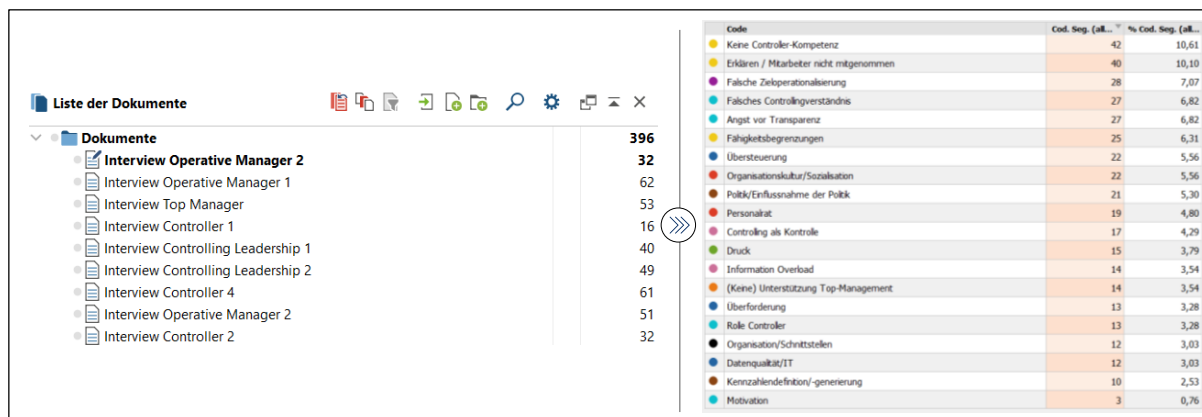 Liste der Dokumente
Dokumente 396
Interview Operative Manager 2 32
Interview Operative Manager 1 62
Interview Top Manager 53
Interview Controller 1 16
Interview Controlling Leadership 1 40
Interview Controlling Leadership 2 49
Interview Controller 4 61
Interview Operative Manager 2 51
Interview Controller 2 32
Code Cod. Seg. (all... % Cod. Seg. (all...
Keine Controller-Kompetenz 42 10,61
Erklären / Mitarbeiter nicht mitgenommen 40 10,10
Falsche Zieloperationalisierung 28 7,07
Falsches Controllingverständnis 27 6,82
Angst vor Transparenz 27 6,82
Fähigkeitsbegrenzungen 25 6,31
Übersteuerung 22 5,56
Organisationskultur/Sozialisation 22 5,56
Politik/Einflussnahme der Politik 21 5,30
Personalrat 19 4,80
Controlling als Kontrolle 17 4,29
Druck 15 3,79
Information Overload 14 3,54
(Keine) Unterstützung Top-Management 14 3,54
Überforderung 13 3,28
Rolle Controller 13 3,28
Organisation/Schnittstellen 12 3,03
Datenqualität/IT 12 3,03
Kennzahlendefinition/-generierung 10 2,53
Motivation 3 0,76